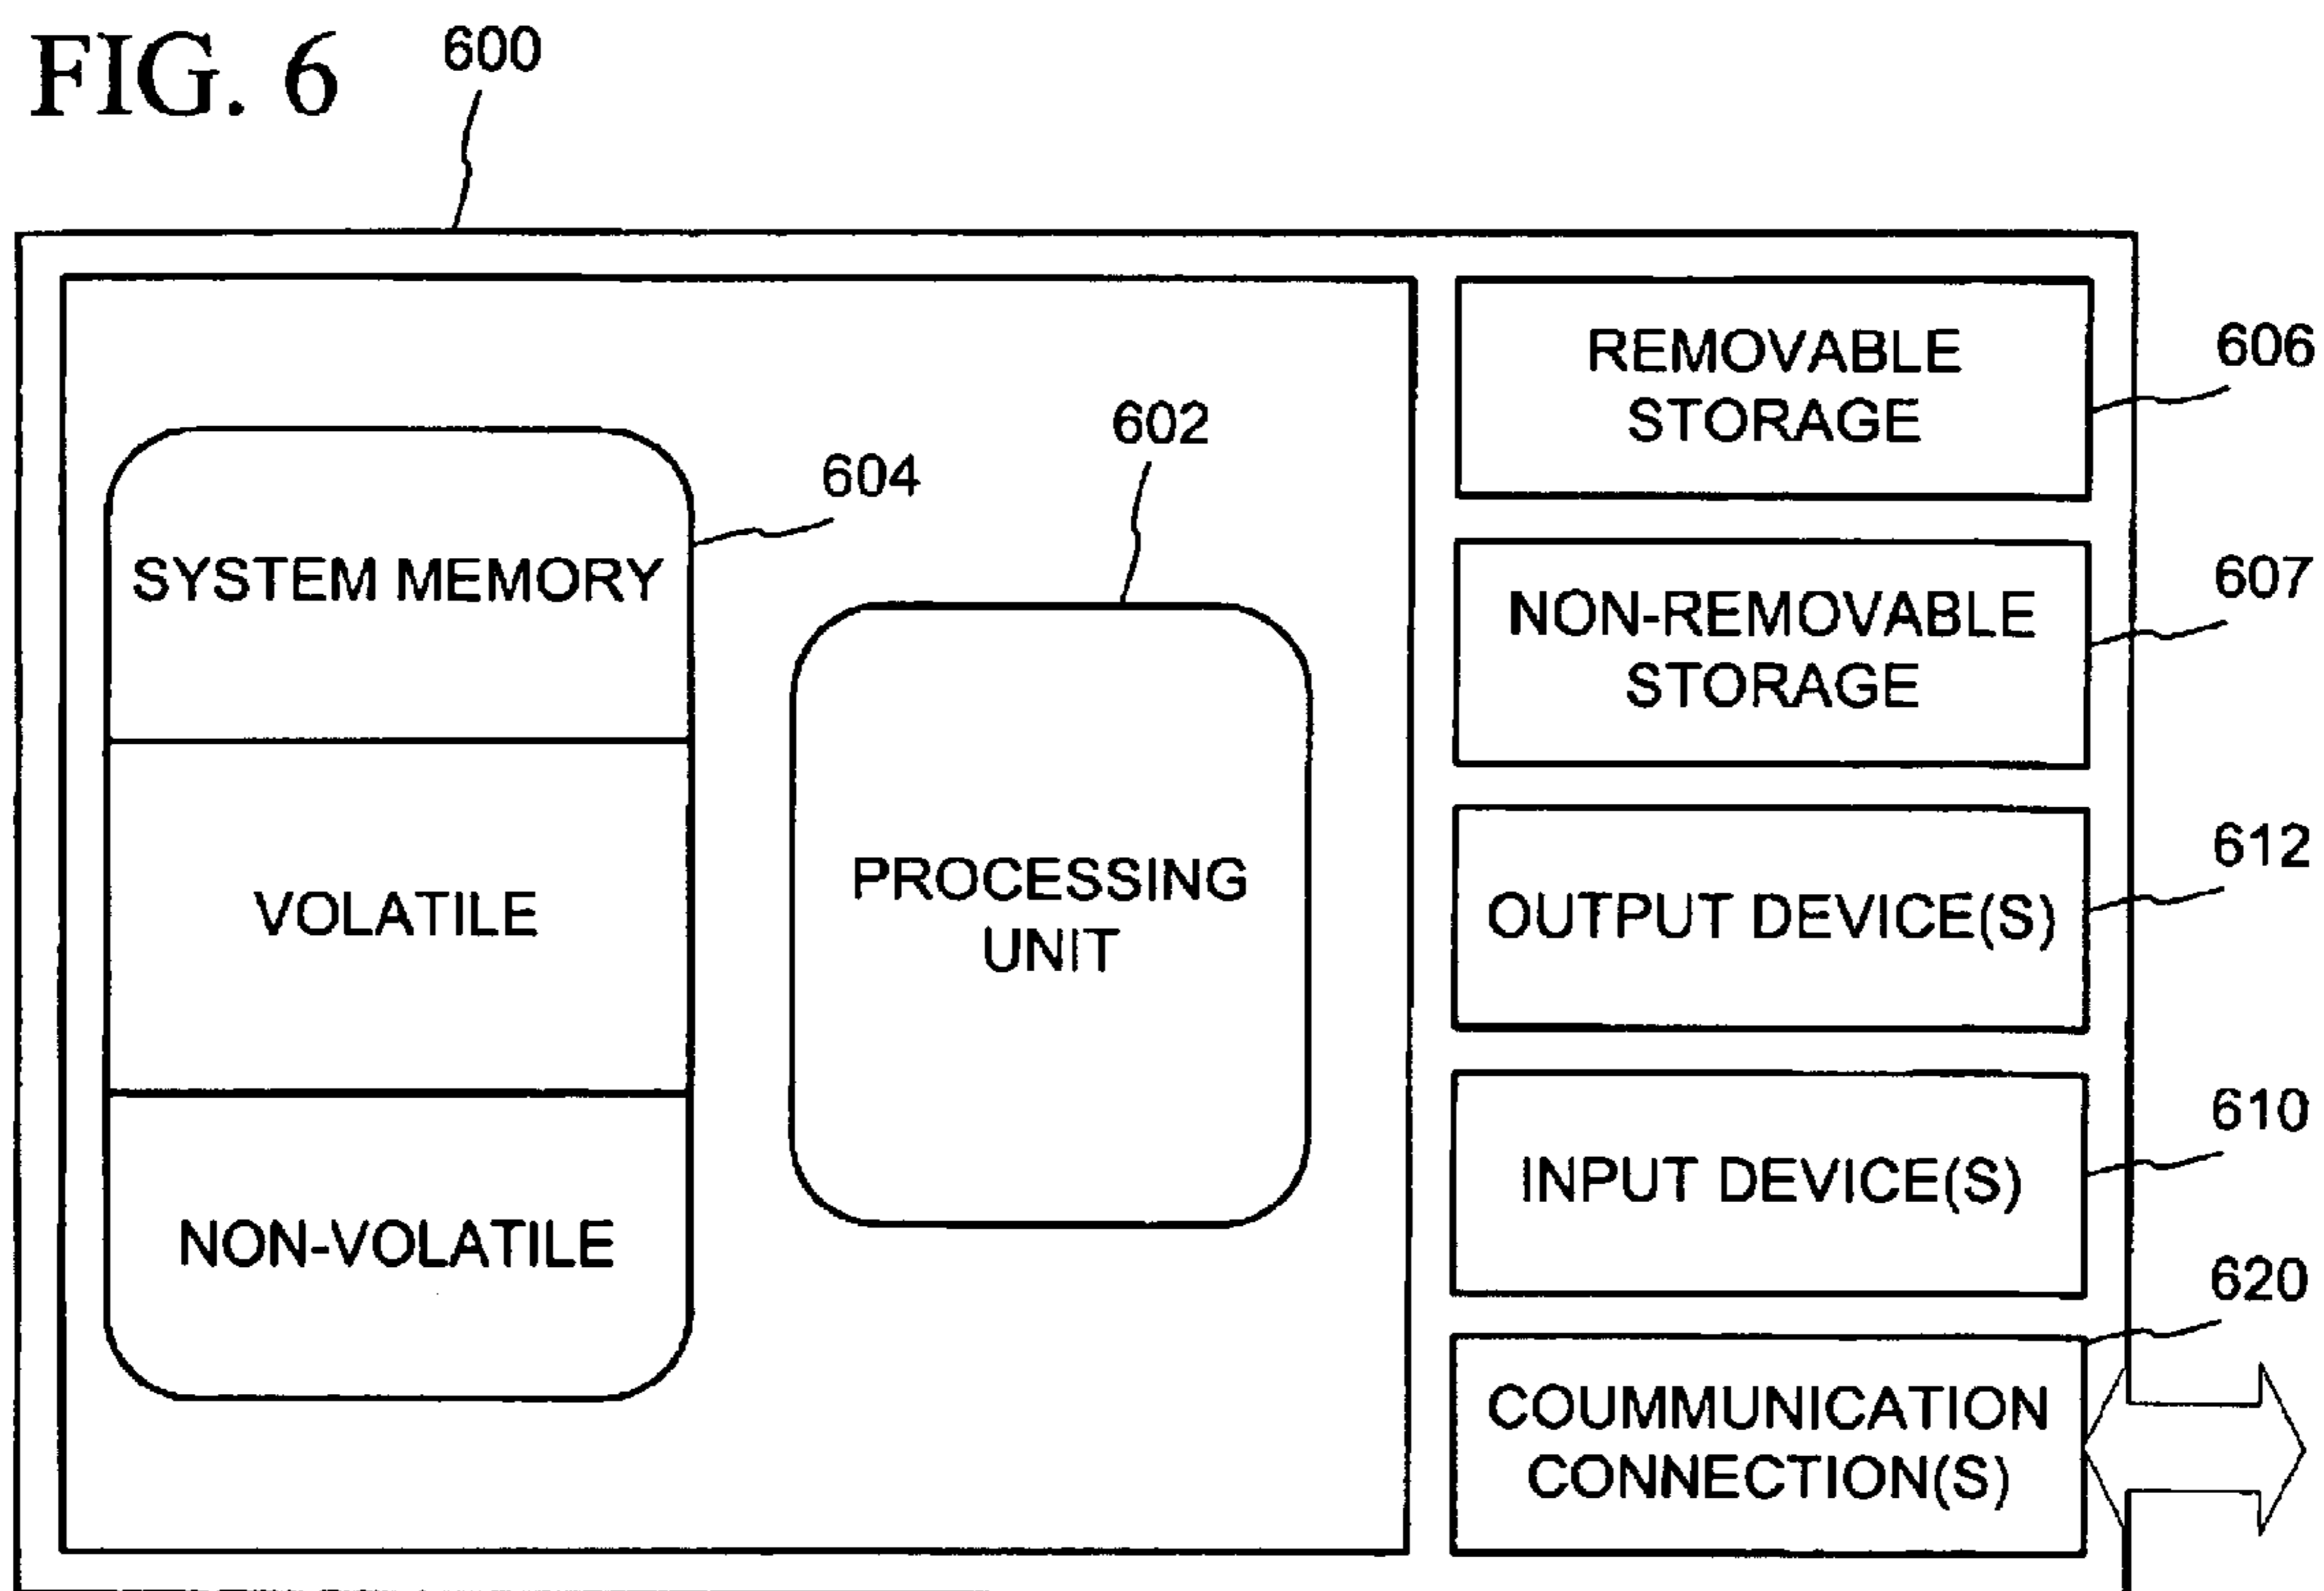 FIG. 6
600
SYSTEM MEMORY
604
VOLATILE
NON-VOLATILE
602
PROCESSING
UNIT
REMOVABLE
STORAGE
606
NON-REMOVABLE
STORAGE
607
OUTPUT DEVICE(S)
612
INPUT DEVICE(S)
610
COUMMUNICATION
CONNECTION(S)
620